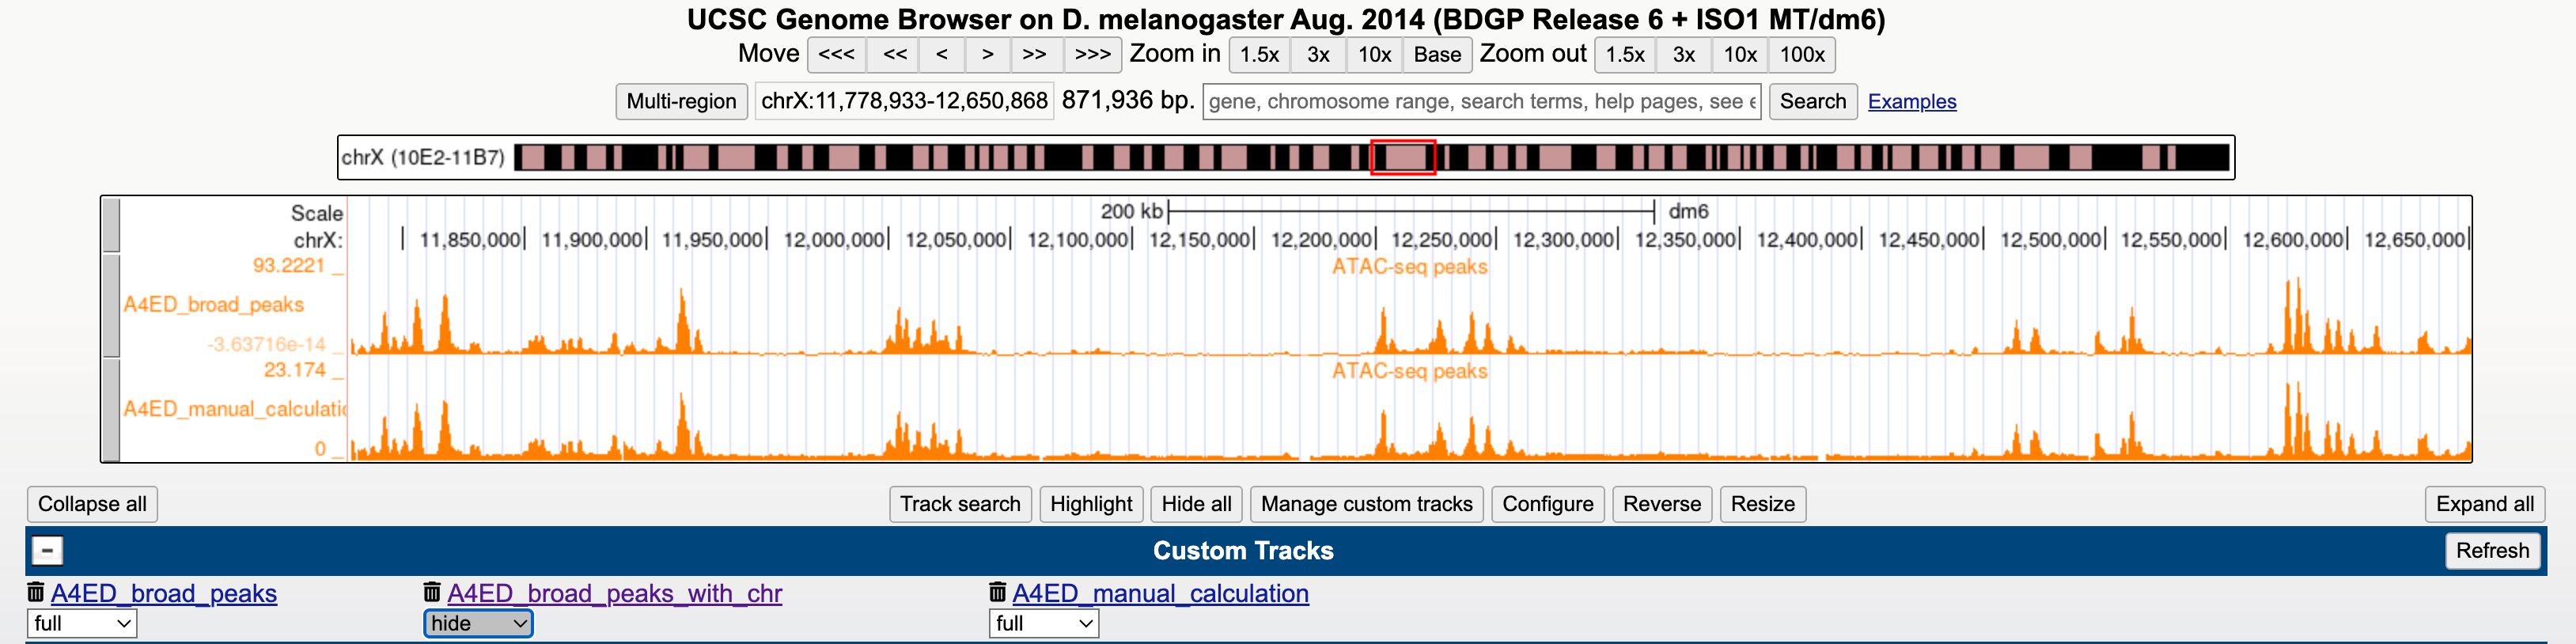 UCSC Genome Browser on D. melanogaster Aug. 2014 (BDGP Release 6 + ISO1 MT/dm6)
Move <<< << < > >> >>> Zoom in 1.5x 3x 10x Base Zoom out 1.5x 3x 10x 100x
Multi-region chrX:11,778,933-12,650,868 871,936 bp. gene, chromosome range, search terms, help pages, see e Search Examples
chrX (10E2-11B7)
Scale 200 kb dm6
chrX: 11,850,000 11,900,000 11,950,000 12,000,000 12,050,000 12,100,000 12,150,000 12,200,000 12,250,000 12,300,000 12,350,000 12,400,000 12,450,000 12,500,000 12,550,000 12,600,000 12,650,000
93.2221 _ ATAC-seq peaks
A4ED_broad_peaks
-3.63716e-14 _
23.174 _ ATAC-seq peaks
A4ED_manual_calculatic
0 _
Collapse all Track search Highlight Hide all Manage custom tracks Configure Reverse Resize Expand all
- Custom Tracks Refresh
A4ED_broad_peaks A4ED_broad_peaks_with_chr A4ED_manual_calculation
full hide full